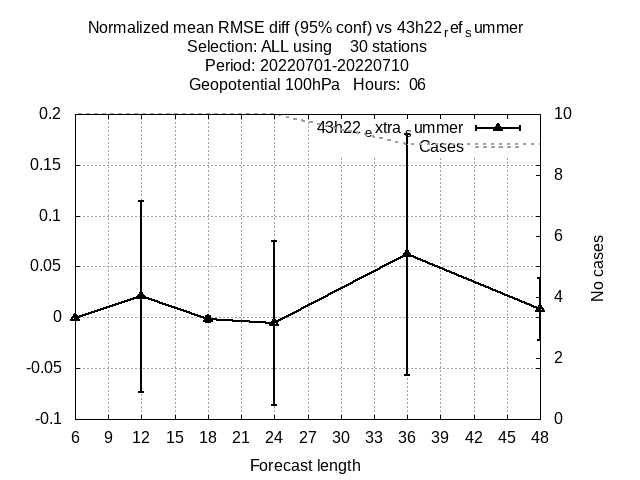 Normalized mean RMSE diff (95% conf) vs 43h22refsummer
Selection: ALL using 30 stations
Period: 20220701-20220710
Geopotential 100hPa Hours: 06
43h22extrasummer
Cases
0.2
0.15
0.1
0.05
0
-0.05
-0.1
10
8
6
4
2
0
No cases
6 9 12 15 18 21 24 27 30 33 36 39 42 45 48
Forecast length